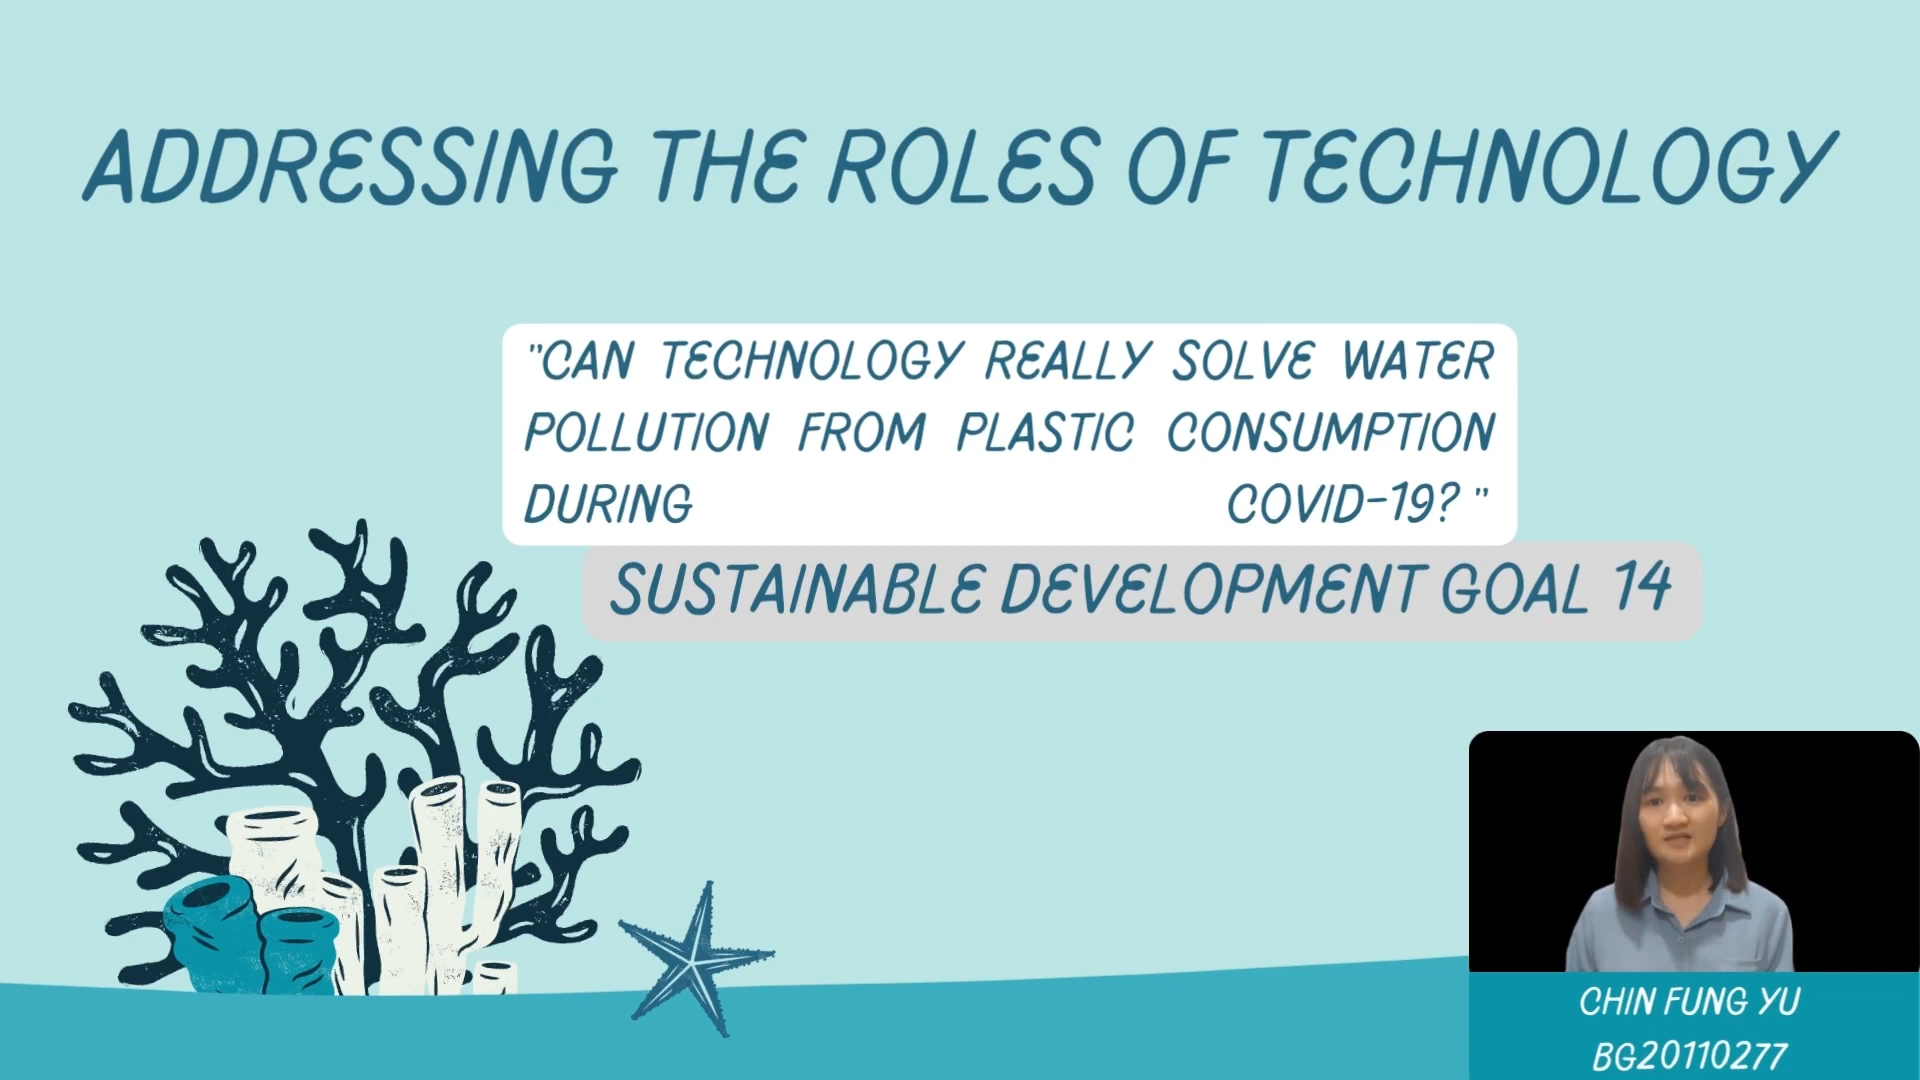 ADDRESSING THE ROLES OF TECHNOLOGY
"CAN TECHNOLOGY REALLY SOLVE WATER
POLLUTION FROM PLASTIC CONSUMPTION
DURING COVID-19? "
SUSTAINABLE DEVELOPMENT GOAL 14
CHIN FUNG YU
BG20110277